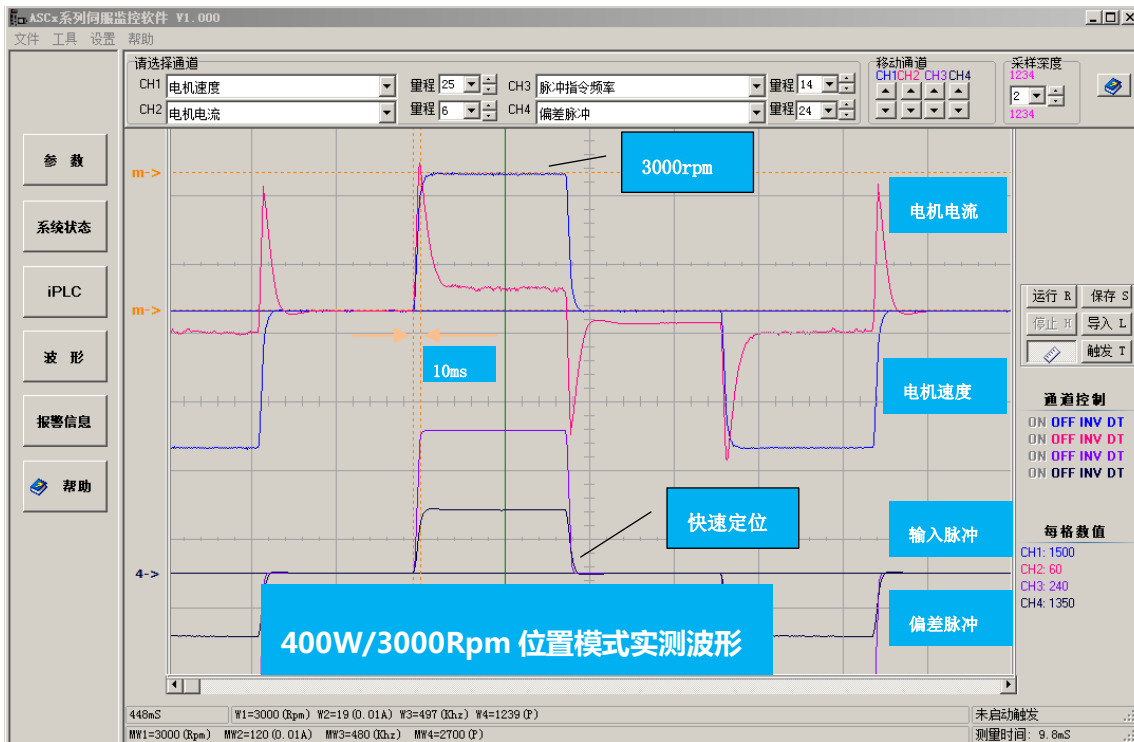 ASCx系列伺服监控软件 V1.000
文件 工具 设置 帮助
请选择通道
CH1 电机速度 量程 25 CH3 脉冲指令频率 量程 14
CH2 电机电流 量程 6 CH4 偏差脉冲 量程 24
移动通道
CH1 CH2 CH3 CH4
采样深度
1234
2
1234
参 数
系统状态
iPLC
波 形
报警信息
帮助
m->
m->
4->
3000rpm
电机电流
10ms
电机速度
快速定位
输入脉冲
偏差脉冲
400W/3000Rpm 位置模式实测波形
运行 R 保存 S
停止 H 导入 L
触发 T
通道控制
ON OFF INV DT
ON OFF INV DT
ON OFF INV DT
ON OFF INV DT
每格数值
CH1: 1500
CH2: 60
CH3: 240
CH4: 1350
448mS W1=3000(Rpm) W2=19(0.01A) W3=497(Khz) W4=1239(P) 未启动触发
MW1=3000(Rpm) MW2=120(0.01A) MW3=480(Khz) MW4=2700(P) 测量时间: 9.8mS